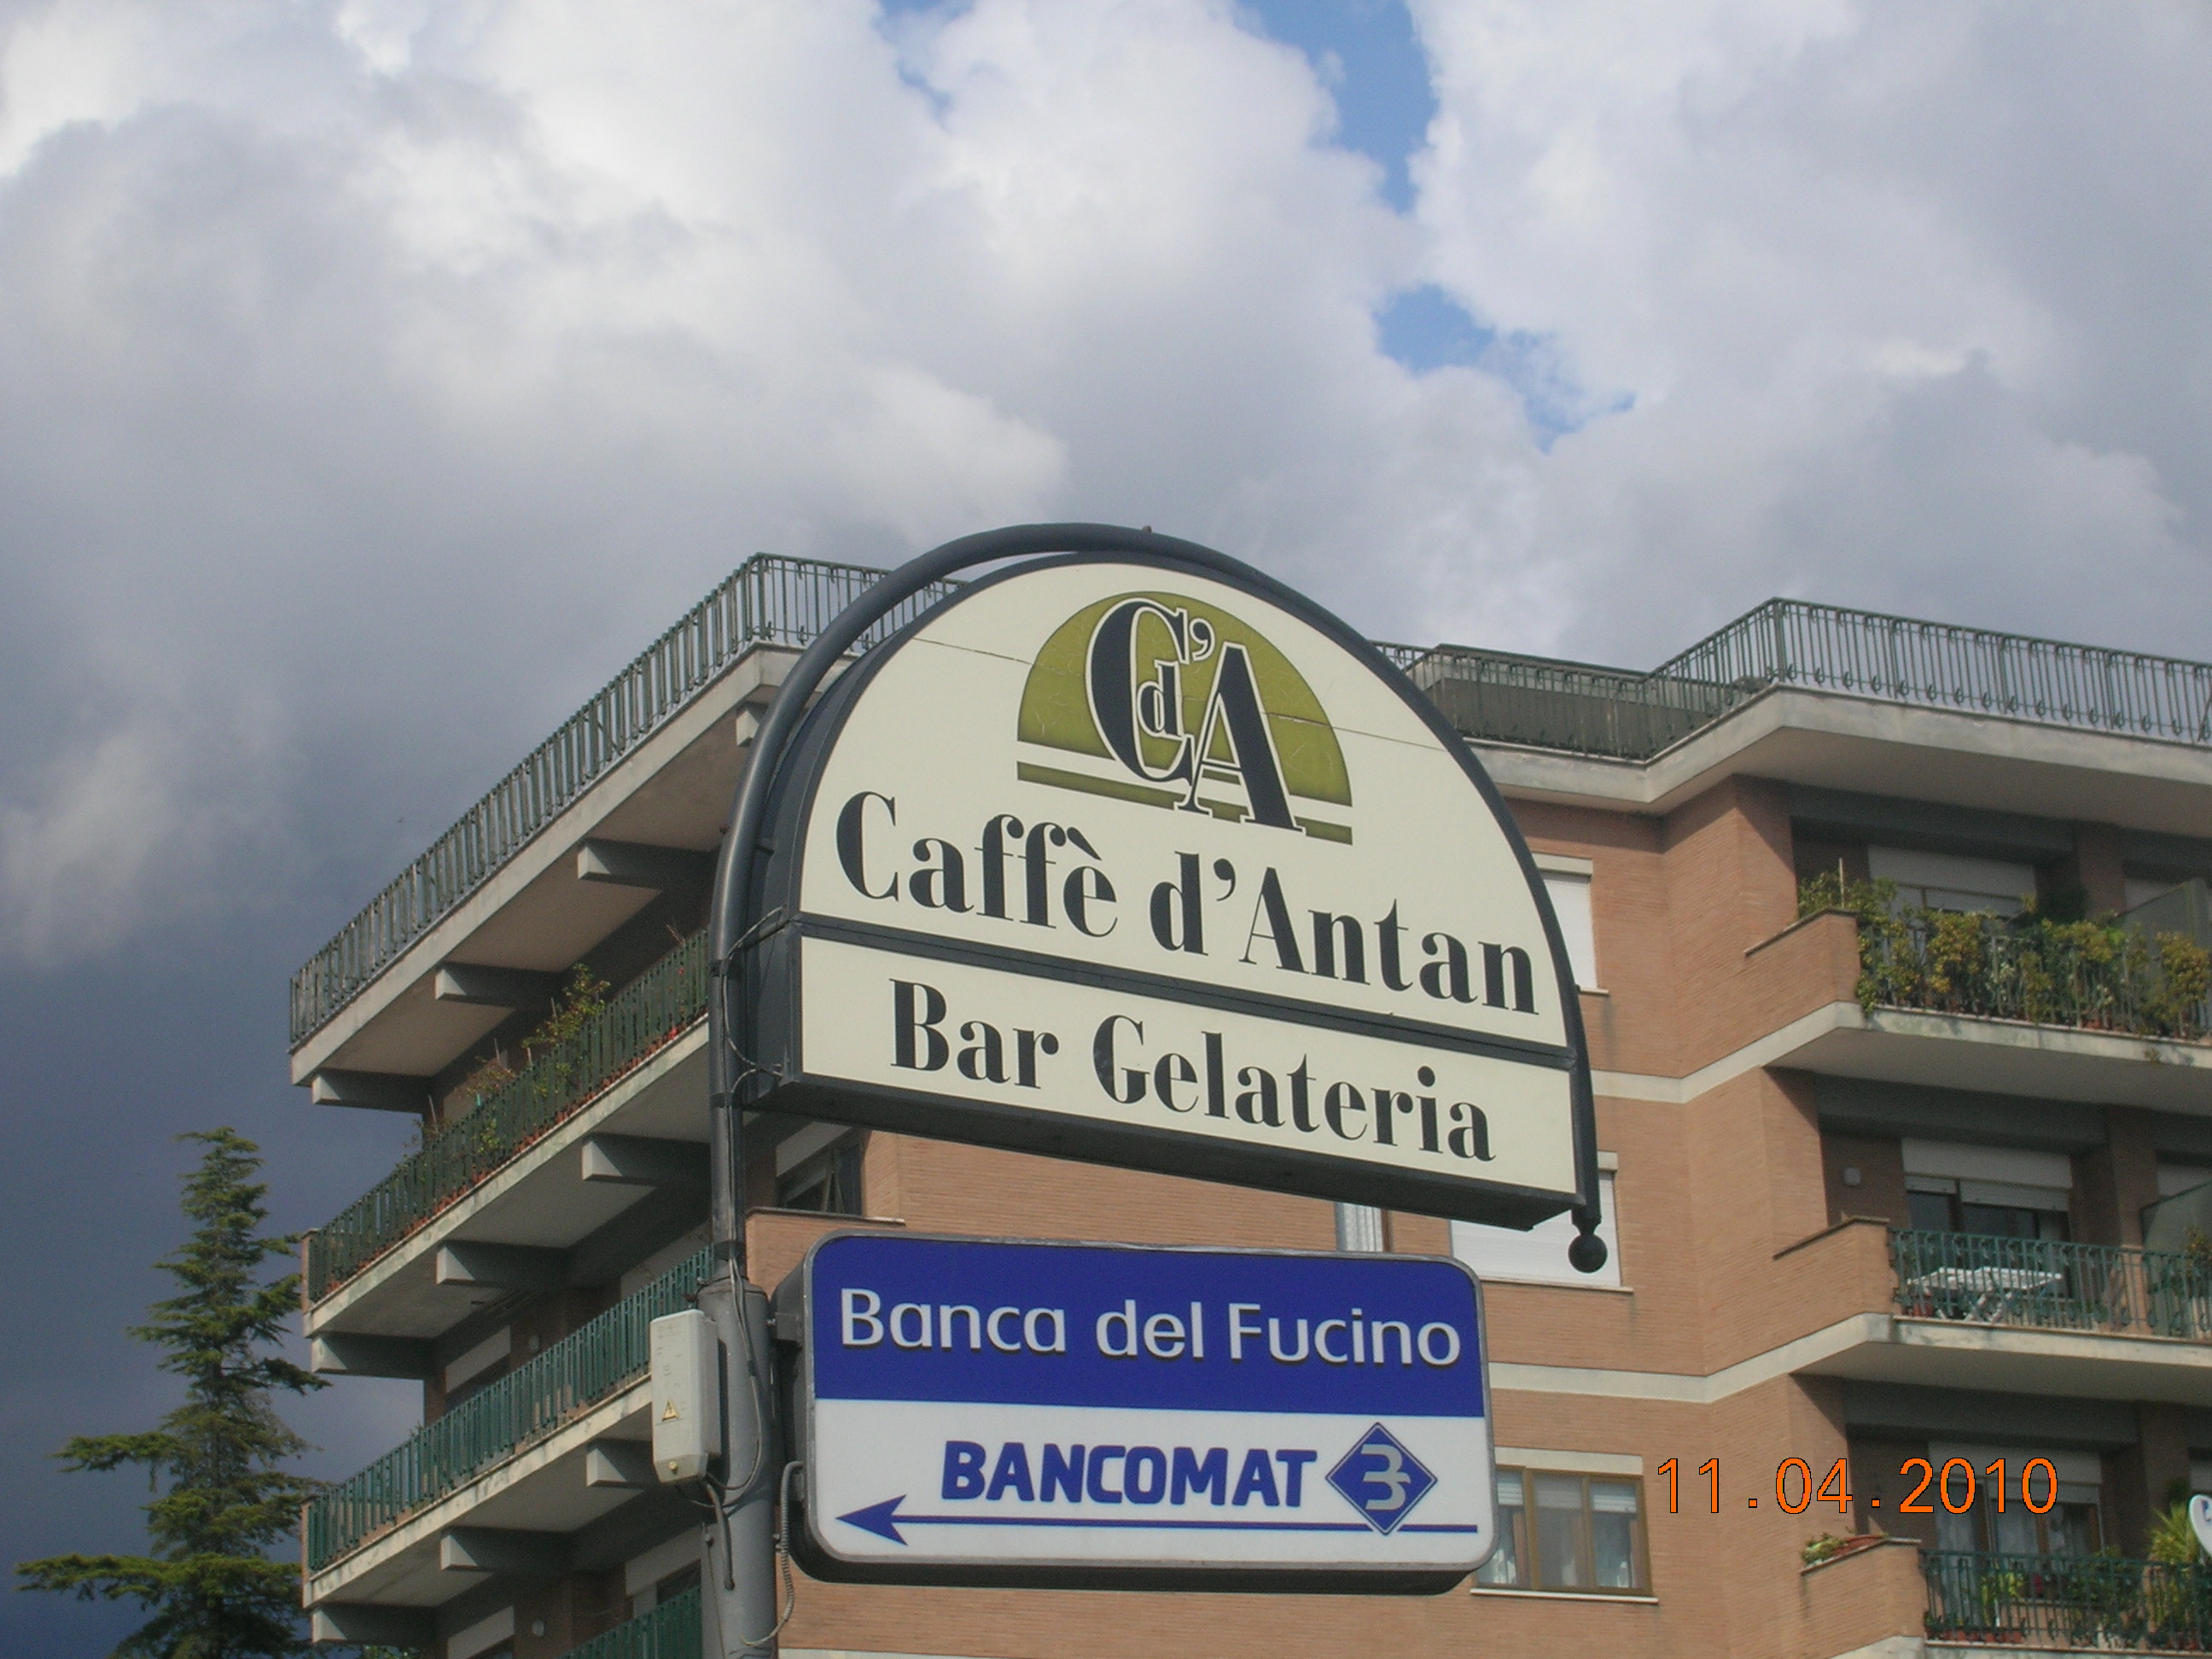 Cd'A
Caffè d'Antan
Bar Gelateria
Banca del Fucino
BANCOMAT
11.04.2010